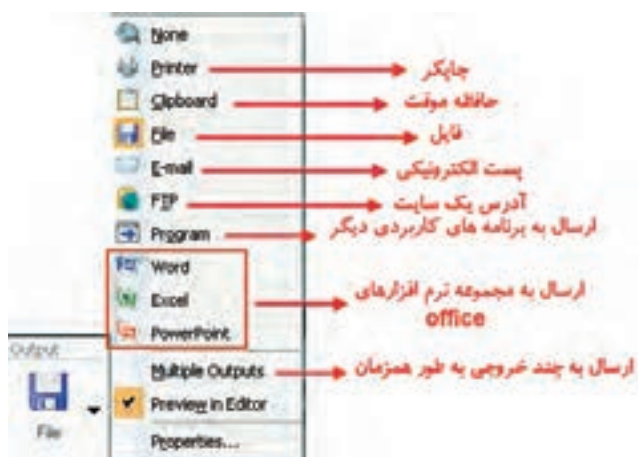 None
Printer چاپگر
Clipboard حافظه موقت
File فایل
E-mail پست الکترونیکی
FTP آدرس یک سایت
Program ارسال به برنامه های کاربردی دیگر
Word
Excel ارسال به مجموعه نرم افزارهای
PowerPoint office
Multiple Outputs ارسال به چند خروجی به طور همزمان
Output
Preview in Editor
File
Properties...